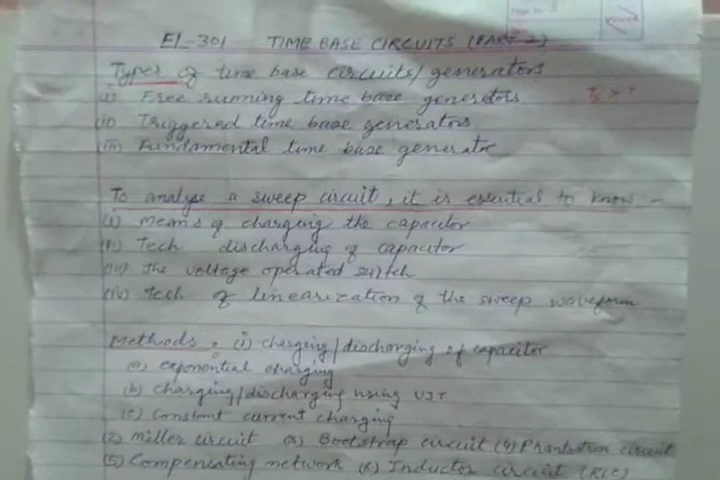 EL-301 TIME BASE CIRCUITS (PART-2)
Types of time base circuits/generators
(i) Free running time base generators
(ii) Triggered time base generators
(iii) Fundamental time base generator
To analyse a sweep circuit, it is essential to know -
(i) Means of charging the capacitor
(ii) Tech discharging of capacitor
(iii) The voltage operated switch
(iv) Tech of linearization of the sweep waveform
Methods: (i) charging/discharging of capacitor
(a) exponential charging
(b) charging/discharging using UJT
(c) Constant current charging
(2) Miller circuit (3) Bootstrap circuit (4) Phantastron circuit
(5) Compensating network (6) Inductor circuit (RLC)